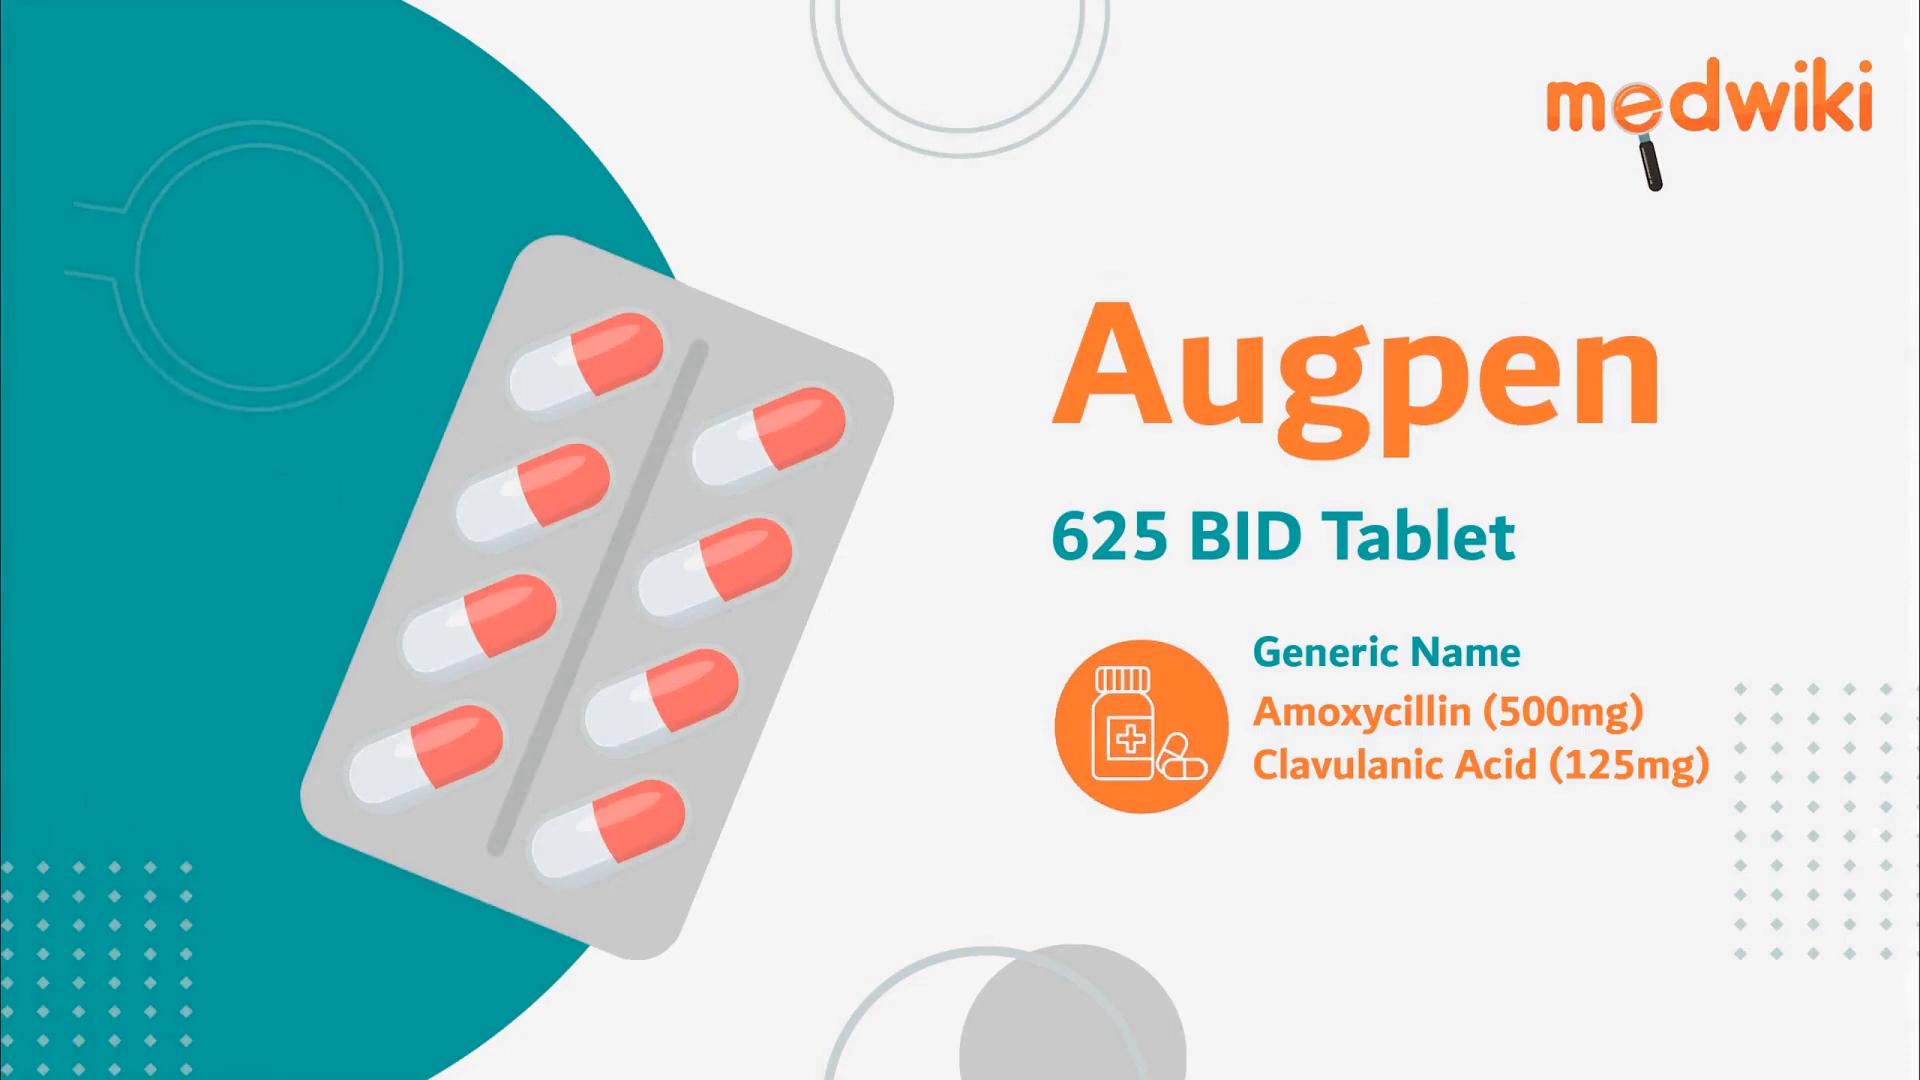 medwiki
Augpen
625 BID Tablet
Generic Name
Amoxycillin (500mg)
Clavulanic Acid (125mg)